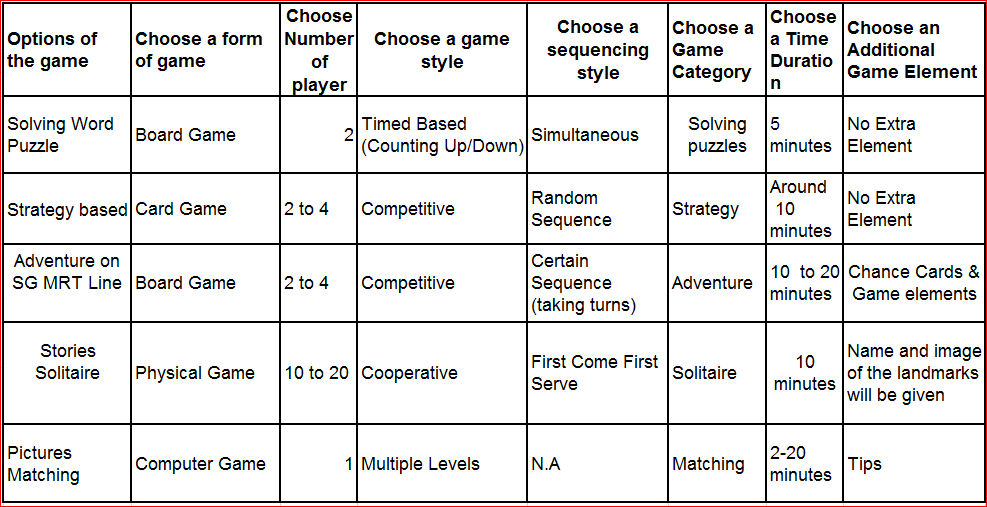 Options of
the game
Choose a form
of game
Choose
Number
of
player
Choose a game
style
Choose a
sequencing
style
Choose a
Game
Category
Choose
a Time
Duratio
n
Choose an
Additional
Game Element
Solving Word
Puzzle
Board Game
2
Timed Based
(Counting Up/Down)
Simultaneous
Solving
puzzles
5
minutes
No Extra
Element
Strategy based
Card Game
2 to 4
Competitive
Random
Sequence
Strategy
Around
10
minutes
No Extra
Element
Adventure on
SG MRT Line
Board Game
2 to 4
Competitive
Certain
Sequence
(taking turns)
Adventure
10 to 20
minutes
Chance Cards &
Game elements
Stories
Solitaire
Physical Game
10 to 20
Cooperative
First Come First
Serve
Solitaire
10
minutes
Name and image
of the landmarks
will be given
Pictures
Matching
Computer Game
1
Multiple Levels
N.A
Matching
2-20
minutes
Tips